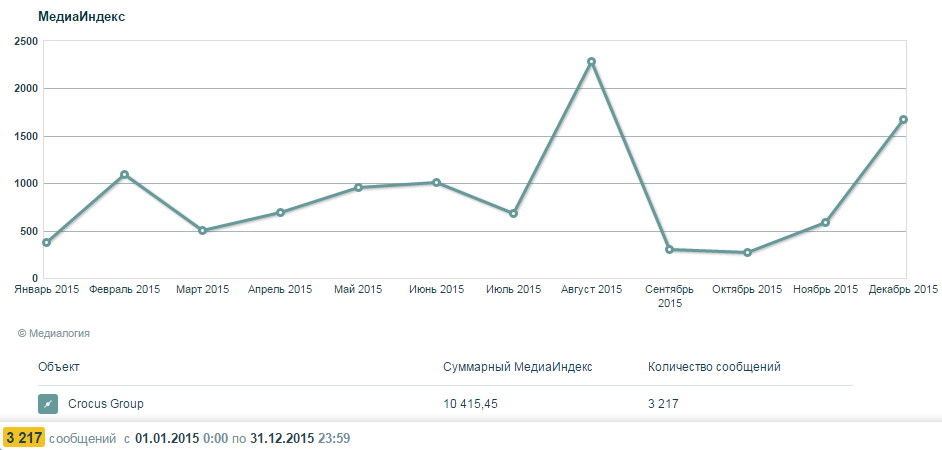 МедиаИндекс
2500
2000
1500
1000
500
0
Январь 2015 Февраль 2015 Март 2015 Апрель 2015 Май 2015 Июнь 2015 Июль 2015 Август 2015 Сентябрь 2015 Октябрь 2015 Ноябрь 2015 Декабрь 2015
© Медиалогия
Объект Суммарный МедиаИндекс Количество сообщений
Crocus Group 10 415,45 3 217
3 217 сообщений с 01.01.2015 0:00 по 31.12.2015 23:59